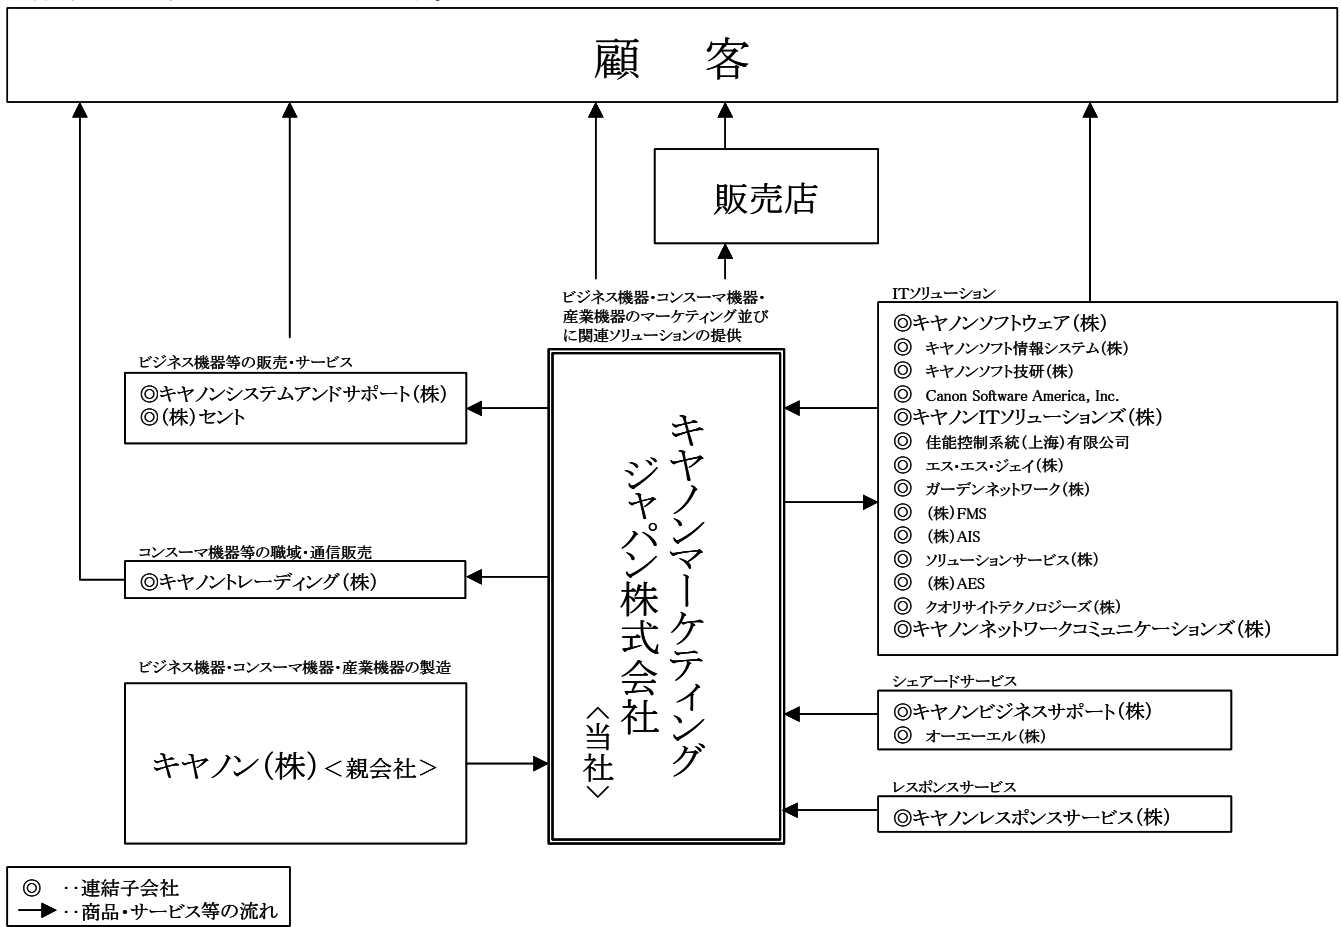 顧　客
販売店
ビジネス機器・コンスーマ機器・
産業機器のマーケティング並び
に関連ソリューションの提供
ビジネス機器等の販売・サービス
◎キヤノンシステムアンドサポート(株)
◎(株)セント
コンスーマ機器等の職域・通信販売
◎キヤノントレーディング(株)
ビジネス機器・コンスーマ機器・産業機器の製造
キヤノン(株)＜親会社＞
キヤノンマーケティング
ジャパン株式会社
〈当社〉
ITソリューション
◎キヤノンソフトウェア(株)
◎ キヤノンソフト情報システム(株)
◎ キヤノンソフト技研(株)
◎ Canon Software America, Inc.
◎キヤノンITソリューションズ(株)
◎ 佳能控制系統(上海)有限公司
◎ エス・エス・ジェイ(株)
◎ ガーデンネットワーク(株)
◎ (株)FMS
◎ (株)AIS
◎ ソリューションサービス(株)
◎ (株)AES
◎ クオリサイトテクノロジーズ(株)
◎キヤノンネットワークコミュニケーションズ(株)
シェアードサービス
◎キヤノンビジネスサポート(株)
◎ オーエーエル(株)
レスポンスサービス
◎キヤノンレスポンスサービス(株)
◎ ‥連結子会社
‥商品・サービス等の流れ